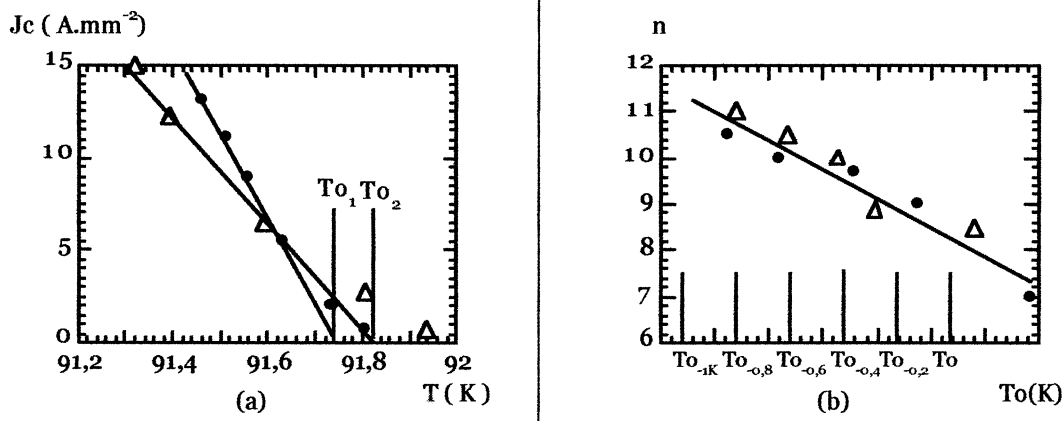 Jc ( A.mm-2)
15
10
5
0
To1 To2
91,2 91,4 91,6 91,8 92
T ( K )
(a)
n
12
11
10
9
8
7
6
To-1K To-0,8 To-0,6 To-0,4 To-0,2 To
To(K)
(b)